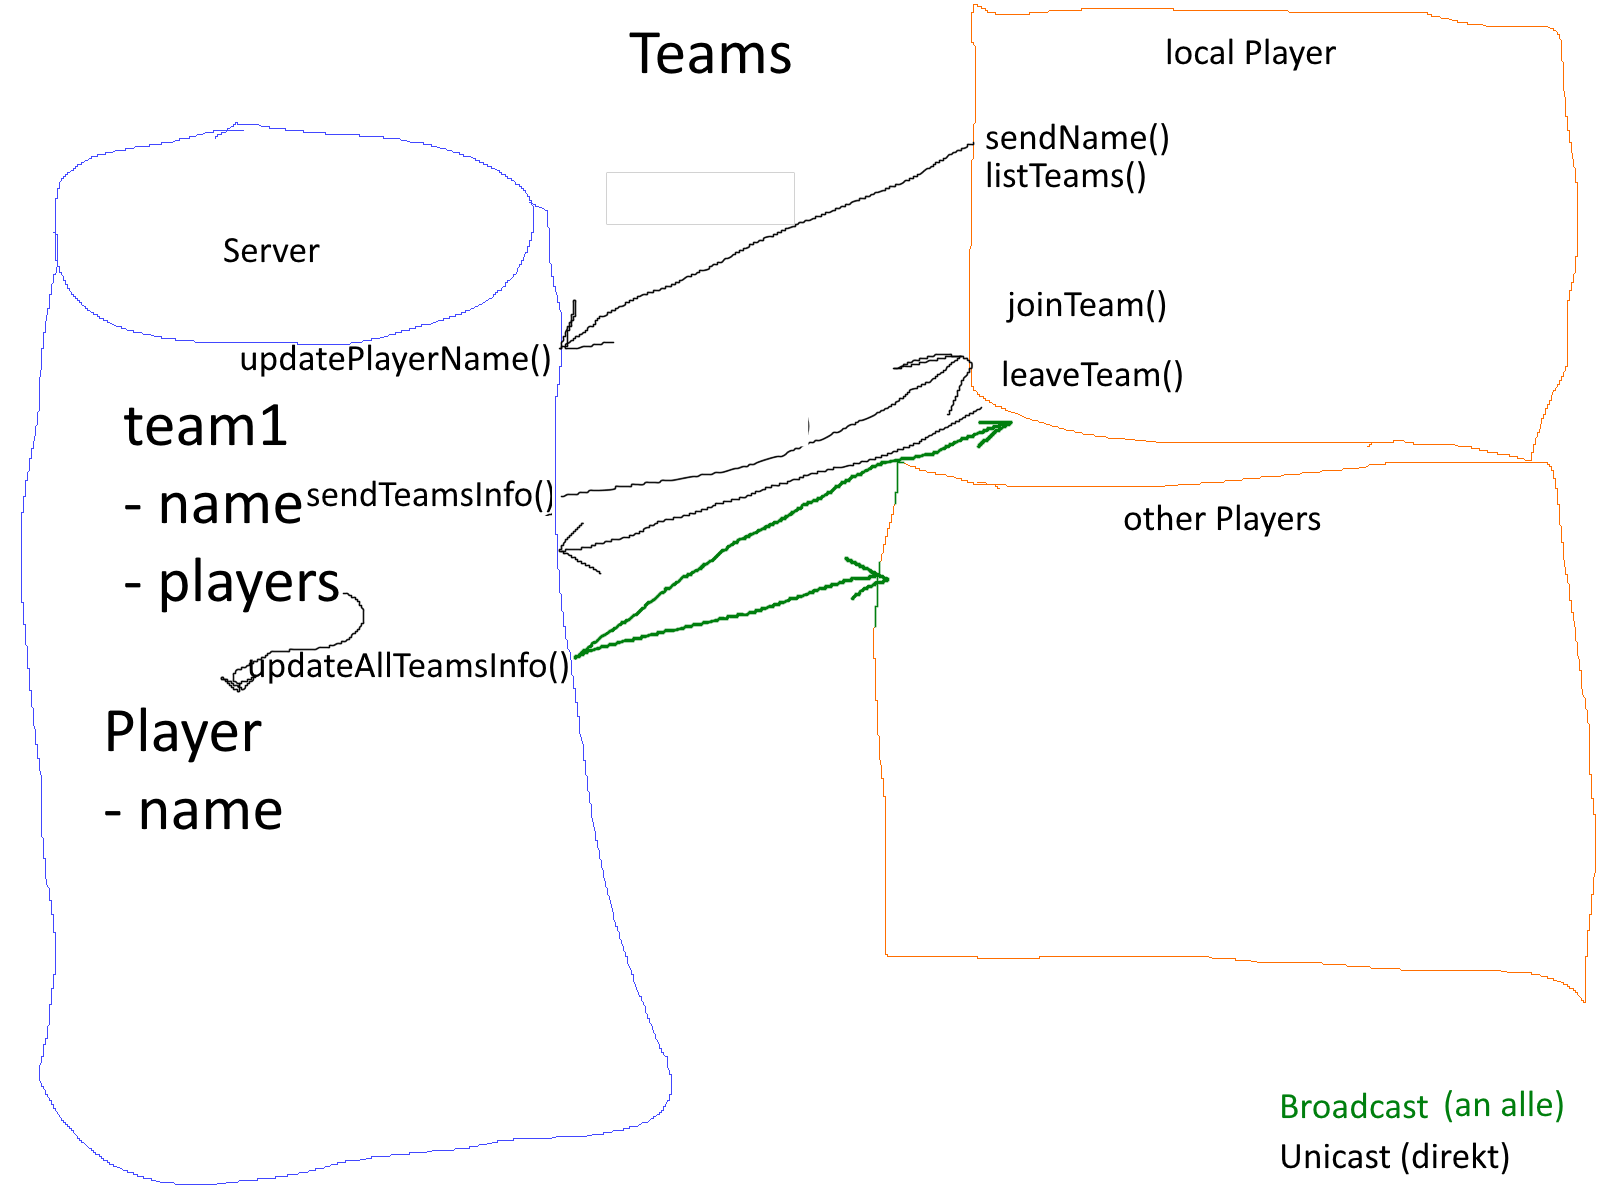 Teams
local Player
sendName()
listTeams()
joinTeam()
leaveTeam()
Server
updatePlayerName()
team1
- name
sendTeamsInfo()
- players
updateAllTeamsInfo()
Player
- name
other Players
Broadcast (an alle)
Unicast (direkt)